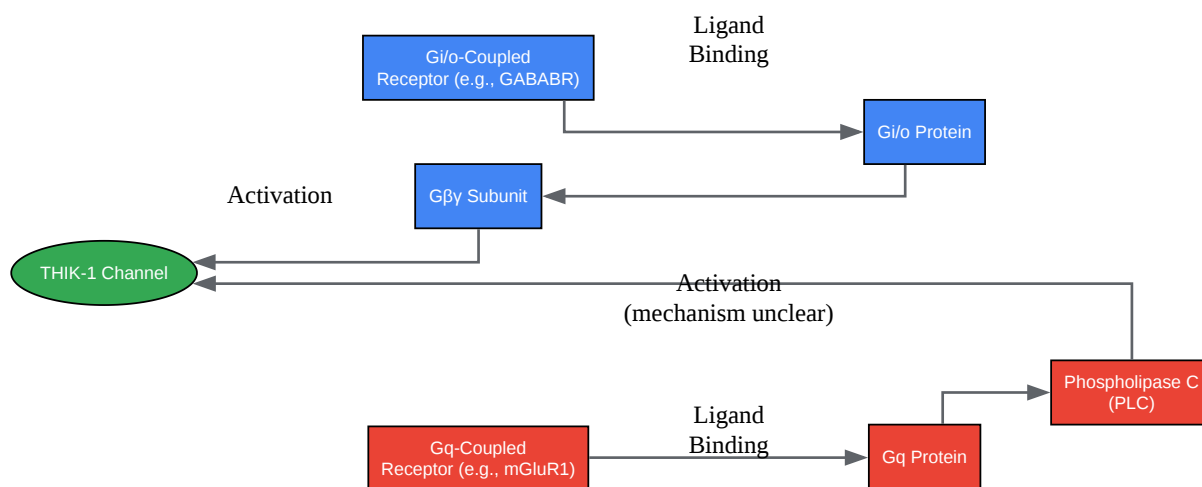 Ligand
Binding
Gi/o-Coupled
Receptor (e.g., GABABR)
Gi/o Protein
Activation
Gβγ Subunit
THIK-1 Channel
Activation
(mechanism unclear)
Phospholipase C
(PLC)
Ligand
Binding
Gq-Coupled
Receptor (e.g., mGluR1)
Gq Protein